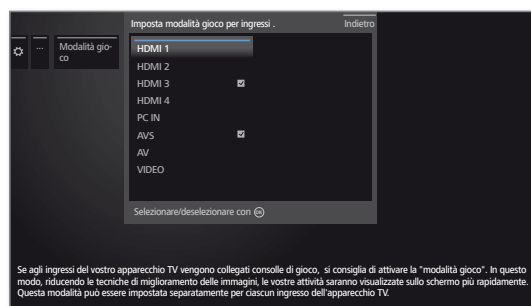 Imposta modalità gioco per ingressi .
Indietro
...
Modalità gio-
co
HDMI 1
HDMI 2
HDMI 3
HDMI 4
PC IN
AVS
AV
VIDEO
Selezionare/deselezionare con OK
Se agli ingressi del vostro apparecchio TV vengono collegati consolle di gioco, si consiglia di attivare la "modalità gioco". In questo
modo, riducendo le tecniche di miglioramento delle immagini, le vostre attività saranno visualizzate sullo schermo più rapidamente
Questa modalità può essere impostata separatamente per ciascun ingresso dell'apparecchio TV.